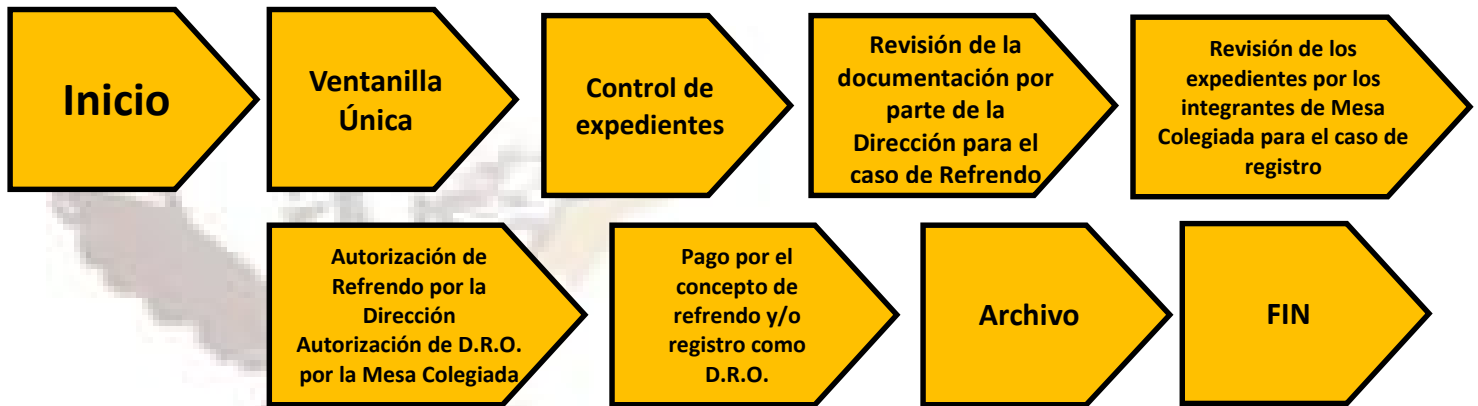 Inicio
Ventanilla
Única
Control de
expedientes
Revisión de la
documentación por
parte de la
Dirección para el
caso de Refrendo
Revisión de los
expedientes por los
integrantes de Mesa
Colegiada para el caso de
registro
Autorización de
Refrendo por la
Dirección
Autorización de D.R.O.
por la Mesa Colegiada
Pago por el
concepto de
refrendo y/o
registro como
D.R.O.
Archivo
FIN